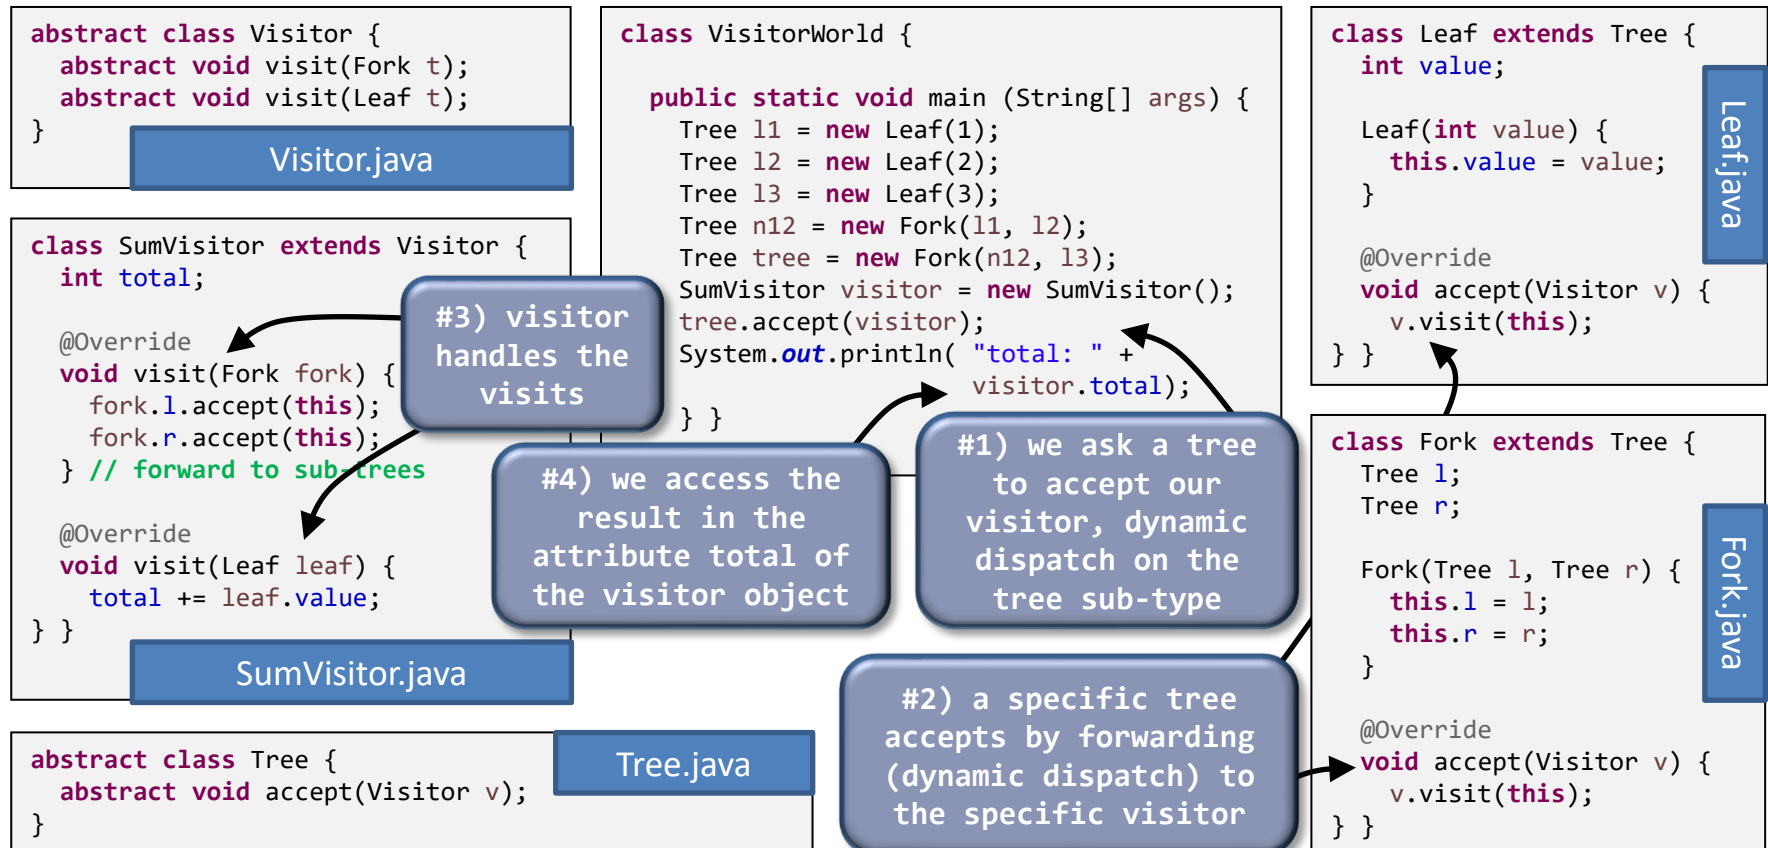 abstract class Visitor {
abstract void visit(Fork t);
abstract void visit(Leaf t);
}
Visitor.java
class SumVisitor extends Visitor {
int total;
@Override
void visit(Fork fork) {
fork.l.accept(this);
fork.r.accept(this);
} // forward to sub-trees
@Override
void visit(Leaf leaf) {
total += leaf.value;
} }
SumVisitor.java
abstract class Tree {
abstract void accept(Visitor v);
}
Tree.java
class VisitorWorld {
public static void main (String[] args) {
Tree l1 = new Leaf(1);
Tree l2 = new Leaf(2);
Tree l3 = new Leaf(3);
Tree n12 = new Fork(l1, l2);
Tree tree = new Fork(n12, l3);
SumVisitor visitor = new SumVisitor();
tree.accept(visitor);
System.out.println( "total: " +
visitor.total);
} }
#3) visitor
handles the
visits
#4) we access the
result in the
attribute total of
the visitor object
#1) we ask a tree
to accept our
visitor, dynamic
dispatch on the
tree sub-type
#2) a specific tree
accepts by forwarding
(dynamic dispatch) to
the specific visitor
class Leaf extends Tree {
int value;
Leaf(int value) {
this.value = value;
}
@Override
void accept(Visitor v) {
v.visit(this);
} }
Leaf.java
class Fork extends Tree {
Tree l;
Tree r;
Fork(Tree l, Tree r) {
this.l = l;
this.r = r;
}
@Override
void accept(Visitor v) {
v.visit(this);
} }
Fork.java